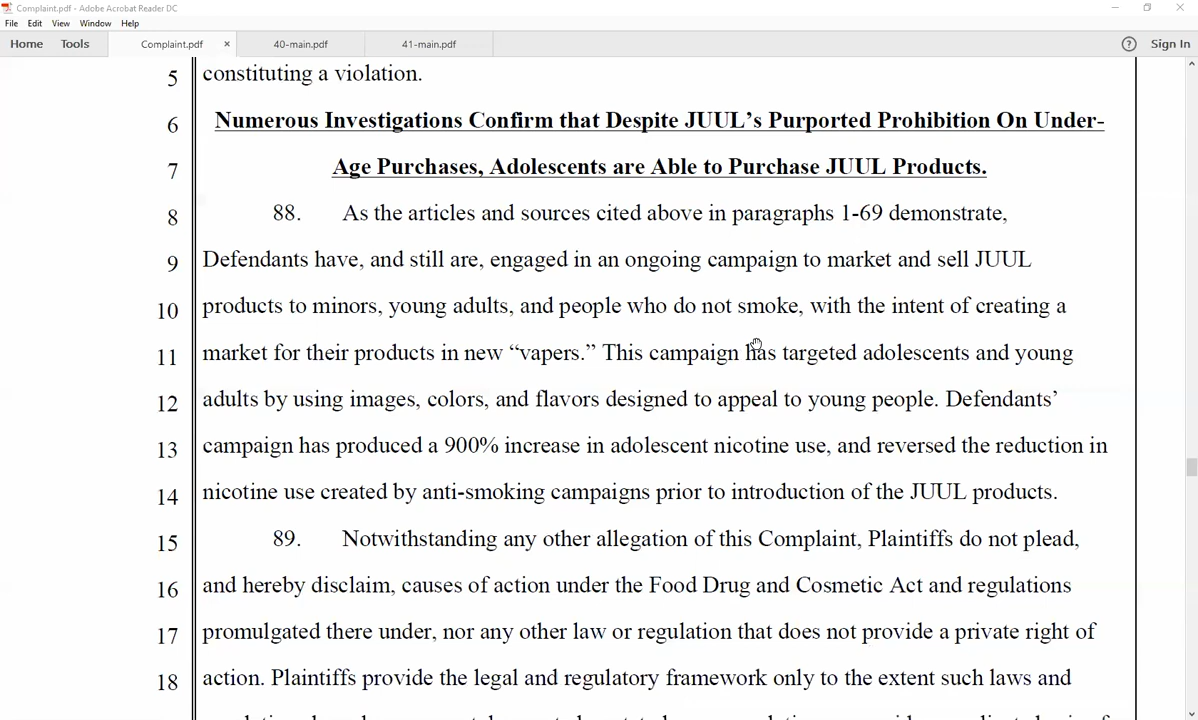 Complaint.pdf - Adobe Acrobat Reader DC
File Edit View Window Help
Home Tools Complaint.pdf × 40-main.pdf 41-main.pdf ? Sign In
5 constituting a violation.
6 Numerous Investigations Confirm that Despite JUUL’s Purported Prohibition On Under-
7 Age Purchases, Adolescents are Able to Purchase JUUL Products.
8 88. As the articles and sources cited above in paragraphs 1-69 demonstrate,
9 Defendants have, and still are, engaged in an ongoing campaign to market and sell JUUL
10 products to minors, young adults, and people who do not smoke, with the intent of creating a
11 market for their products in new “vapers.” This campaign has targeted adolescents and young
12 adults by using images, colors, and flavors designed to appeal to young people. Defendants’
13 campaign has produced a 900% increase in adolescent nicotine use, and reversed the reduction in
14 nicotine use created by anti-smoking campaigns prior to introduction of the JUUL products.
15 89. Notwithstanding any other allegation of this Complaint, Plaintiffs do not plead,
16 and hereby disclaim, causes of action under the Food Drug and Cosmetic Act and regulations
17 promulgated there under, nor any other law or regulation that does not provide a private right of
18 action. Plaintiffs provide the legal and regulatory framework only to the extent such laws and